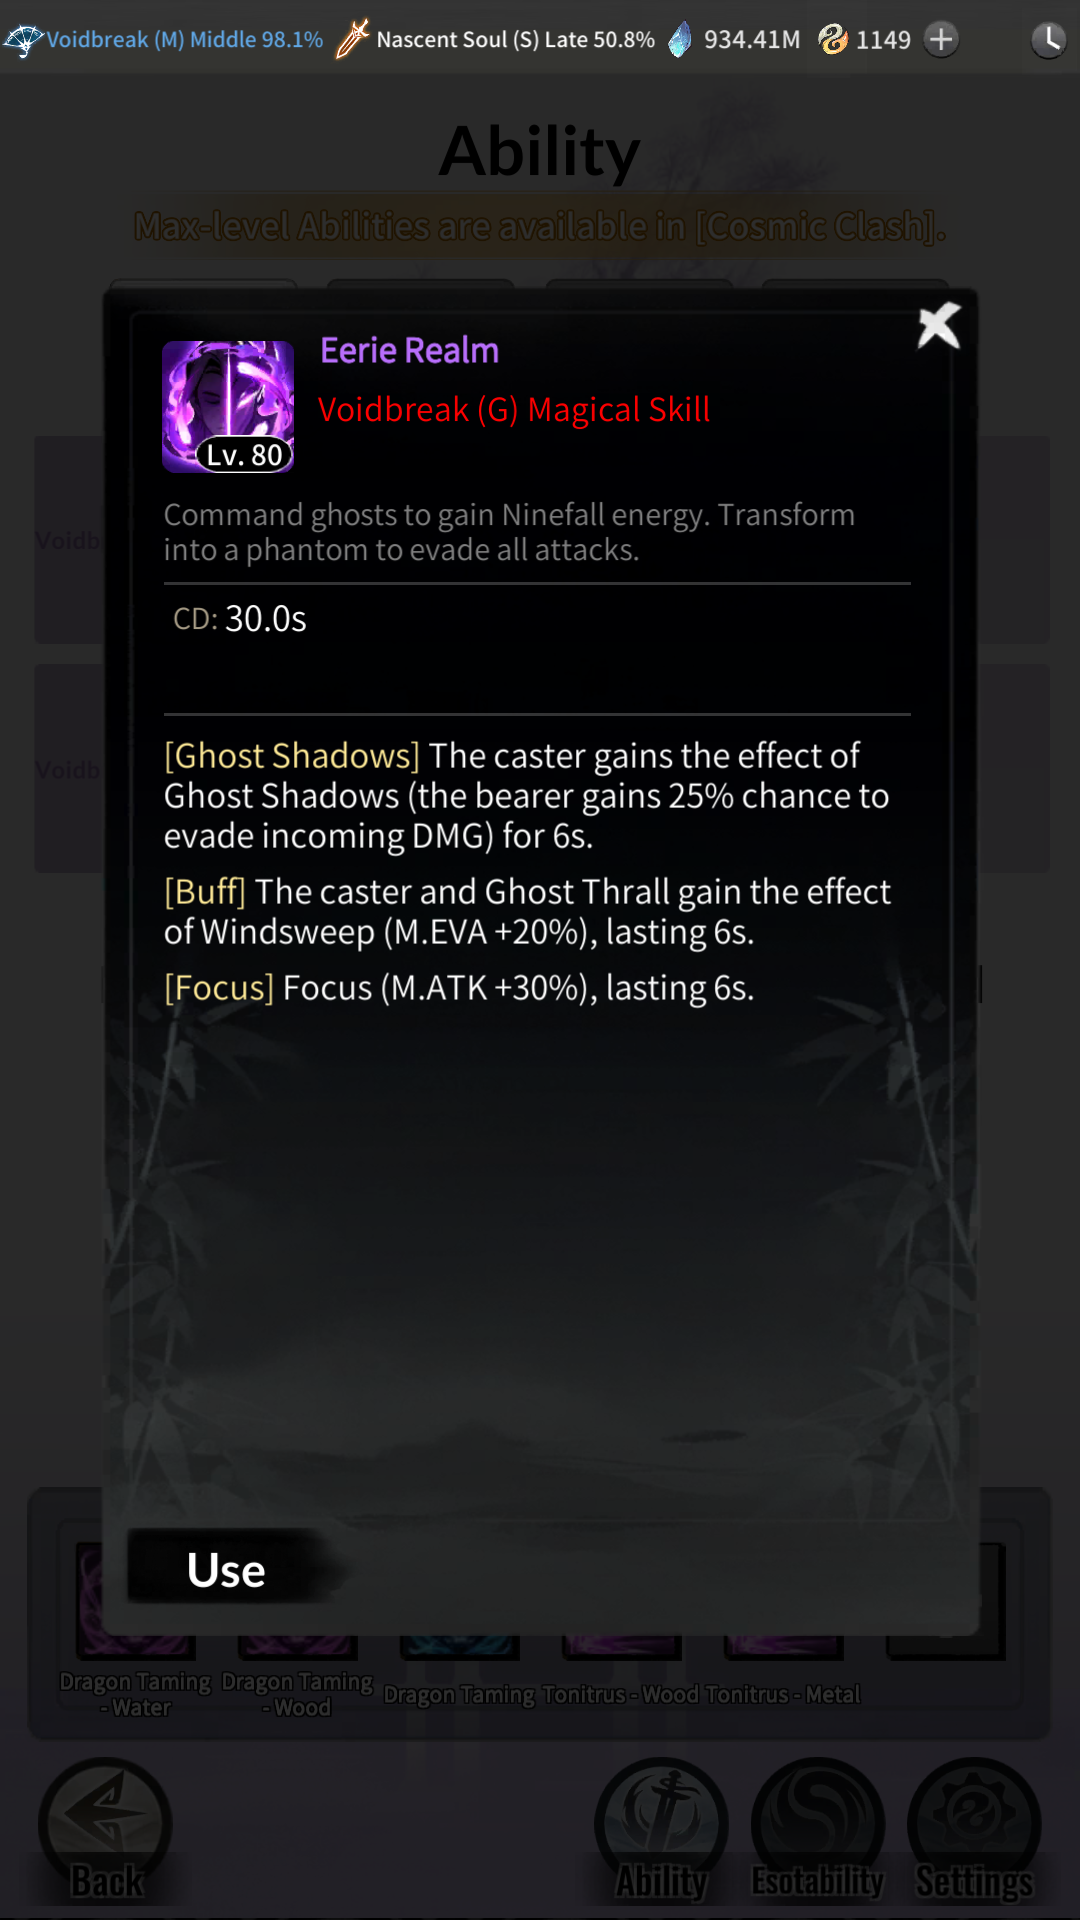 Voidbreak (M) Middle 98.1% Nascent Soul (S) Late 50.8% 934.41M 1149
Ability
Max-level Abilities are available in [Cosmic Clash].
Eerie Realm
Voidbreak (G) Magical Skill
Lv. 80
Command ghosts to gain Ninefall energy. Transform
into a phantom to evade all attacks.
Voidb
CD: 30.0s
[Ghost Shadows] The caster gains the effect of
Ghost Shadows (the bearer gains 25% chance to
evade incoming DMG) for 6s.
Voidb
[Buff] The caster and Ghost Thrall gain the effect
of Windsweep (M.EVA +20%), lasting 6s.
[Focus] Focus (M.ATK +30%), lasting 6s.
Use
Dragon Taming
- Water
Dragon Taming
- Wood
Dragon Taming
Tonitrus - Wood
Tonitrus - Metal
Back
Ability
Esotability
Settings